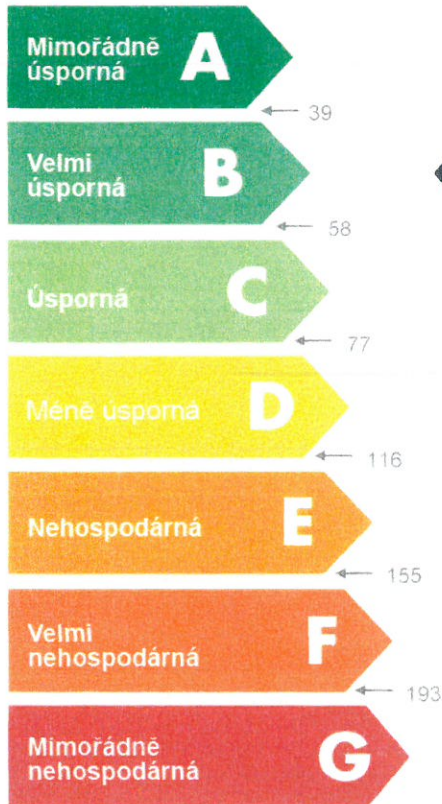 Mimořádně
úsporná
A
39
Velmi
úsporná
B
58
Úsporná
C
77
Méně úsporná
D
116
Nehospodárná
E
155
Velmi
nehospodárná
F
193
Mimořádně
nehospodárná
G